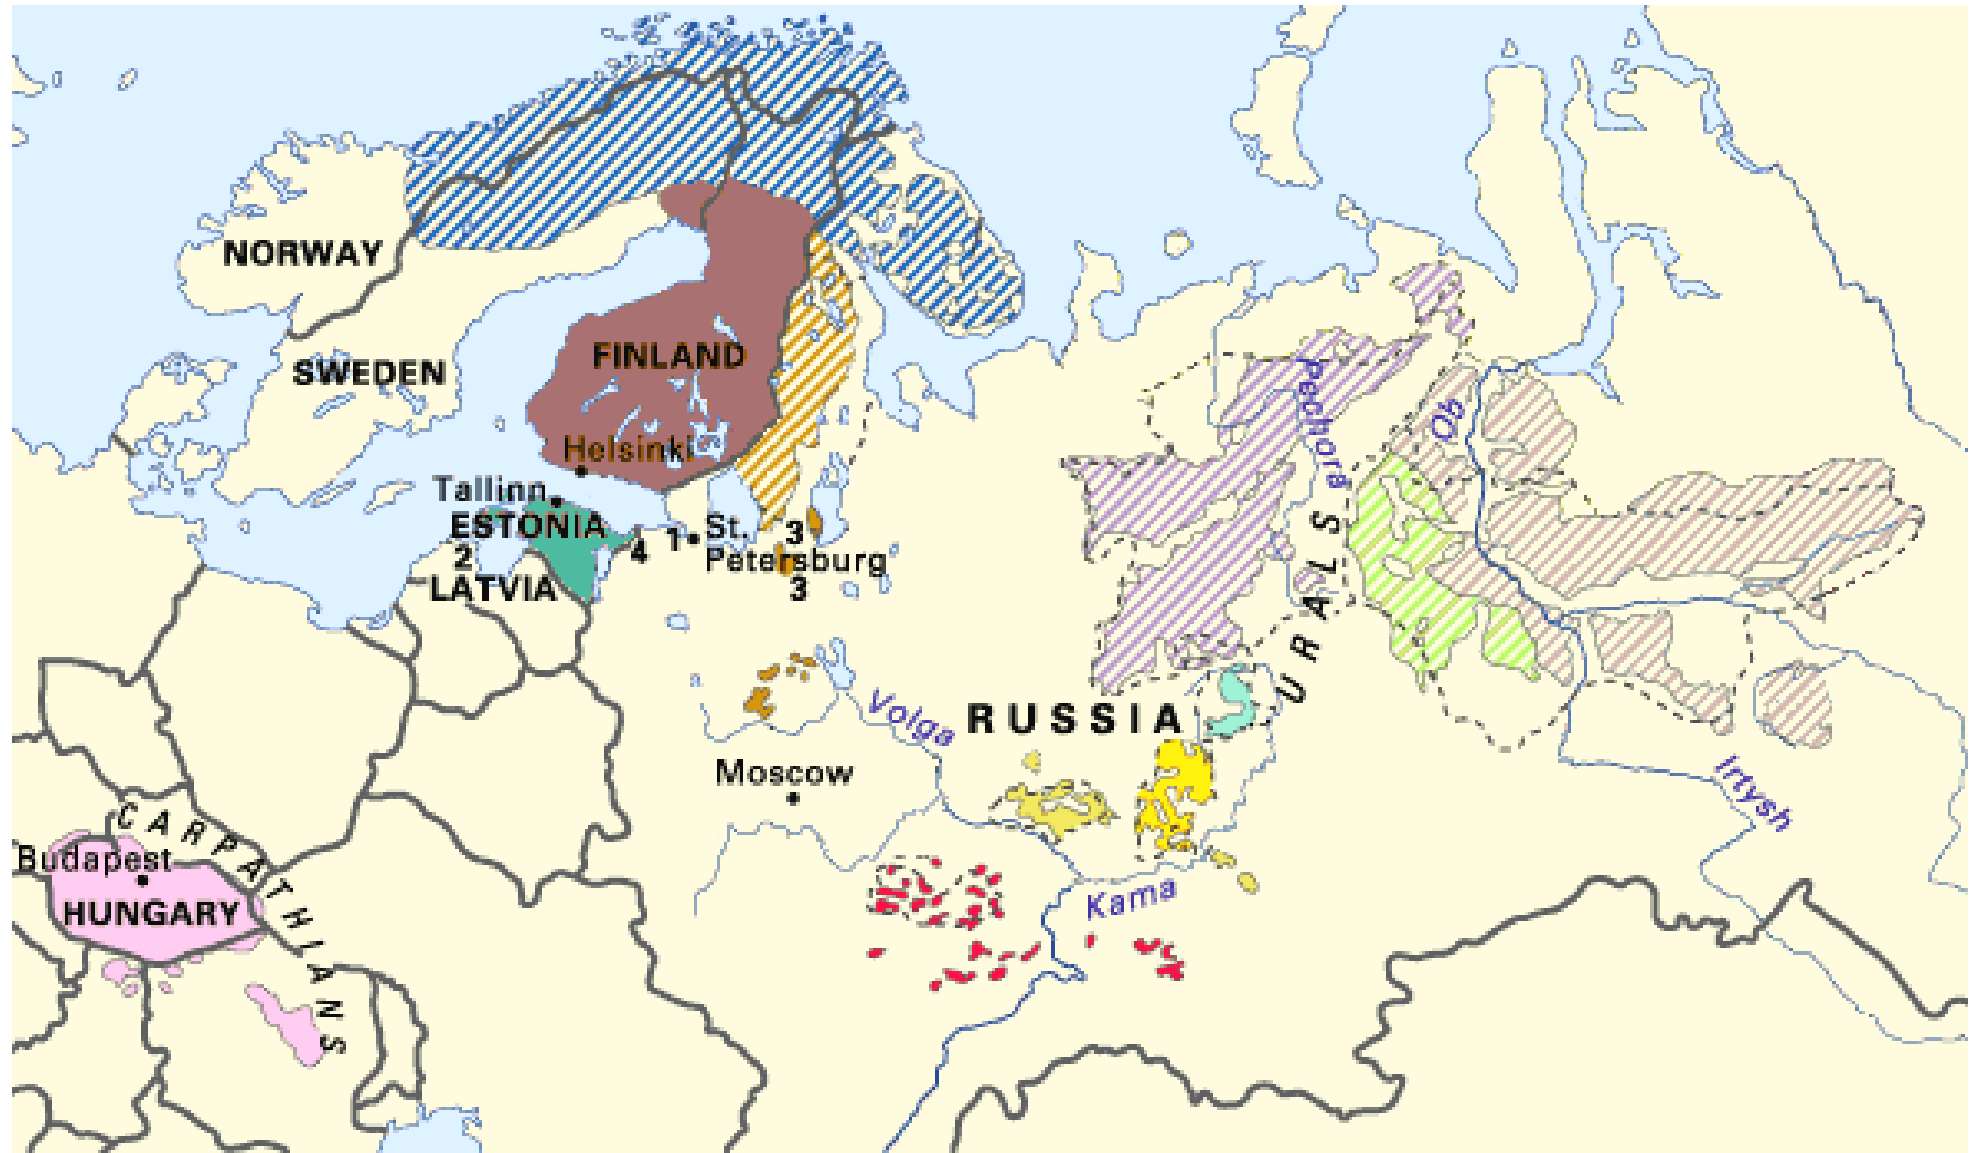 NORWAY
SWEDEN
FINLAND
Pechora
Ob
Helsinki
Tallinn
ESTONIA
2
4
1
St.
Petersburg
3
3
LATVIA
URALS
Volga
RUSSIA
Moscow
Irtysh
CARPATHIANS
Budapest
HUNGARY
Kama